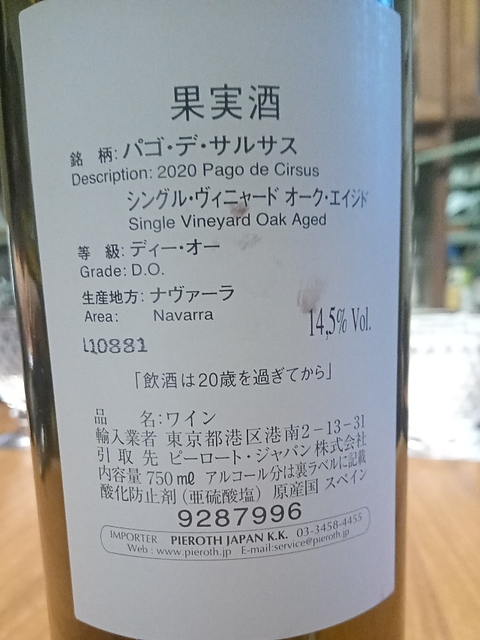 果実酒
銘 柄: パゴ・デ・サルサス
Description: 2020 Pago de Cirsus
シングル・ヴィニャード オーク・エイジド
Single Vineyard Oak Aged
等 級: ディー・オー
Grade: D.O.
生産地方: ナヴァーラ
Area: Navarra
14,5% Vol.
L10881
「飲酒は20歳を過ぎてから」
品 名:ワイン
輸入業者 東京都港区港南2-13-31
引 取 先 ピーロート・ジャパン株式会社
内容量 750㎖ アルコール分は裏ラベルに記載
酸化防止剤 (亜硫酸塩) 原産国 スペイン
9287996
IMPORTER PIEROTH JAPAN K.K. 03-3458-4455
Web : www.pieroth.jp E-mail:service@pieroth.jp